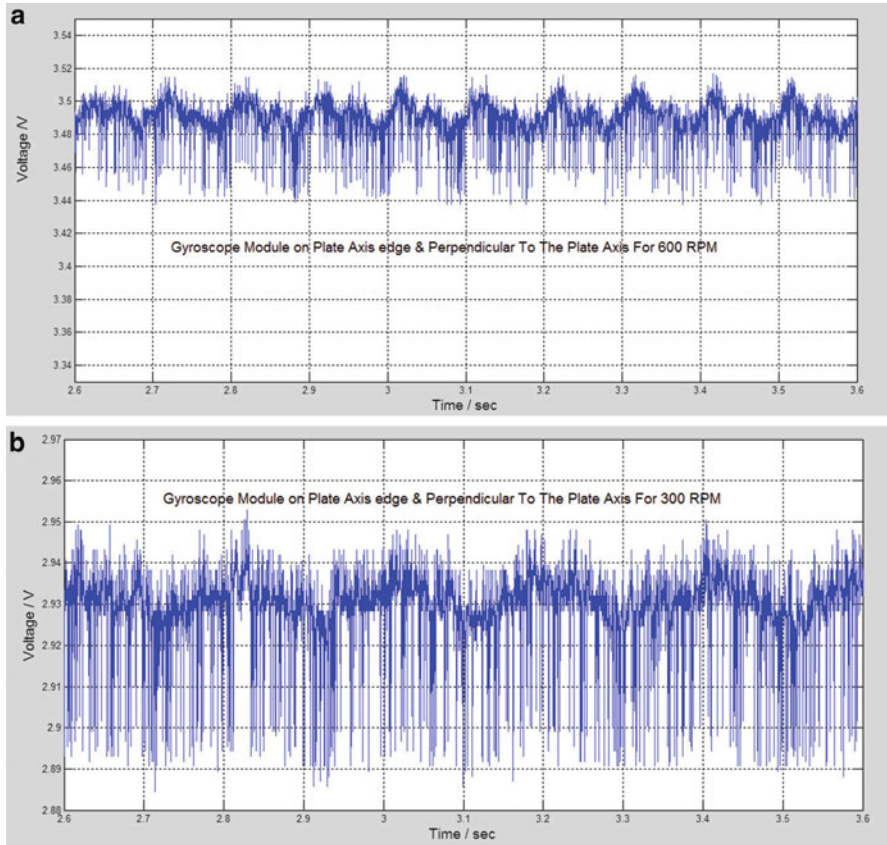 a
3.54
3.52
3.5
3.48
3.46
3.44
3.42
3.4
3.38
3.36
3.34
Voltage /V
Gyroscope Module on Plate Axis edge & Perpendicular To The Plate Axis For 600 RPM
2.6 2.7 2.8 2.9 3 3.1 3.2 3.3 3.4 3.5 3.6
Time / sec
b
2.97
2.96
2.95
2.94
2.93
2.92
2.91
2.9
2.89
2.88
Voltage / V
Gyroscope Module on Plate Axis edge & Perpendicular To The Plate Axis For 300 RPM
2.6 2.7 2.8 2.9 3 3.1 3.2 3.3 3.4 3.5 3.6
Time / sec